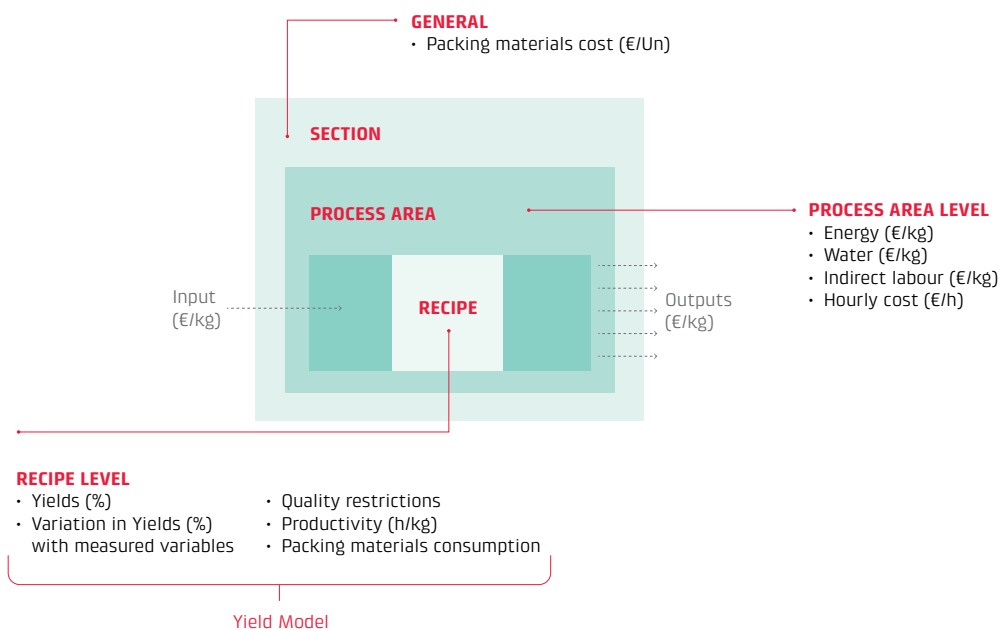 GENERAL
• Packing materials cost (€/Un)
SECTION
PROCESS AREA
PROCESS AREA LEVEL
• Energy (€/kg)
• Water (€/kg)
• Indirect labour (€/kg)
• Hourly cost (€/h)
Input
(€/kg)
RECIPE
Outputs
(€/kg)
RECIPE LEVEL
• Yields (%)
• Variation in Yields (%)
with measured variables
• Quality restrictions
• Productivity (h/kg)
• Packing materials consumption
Yield Model